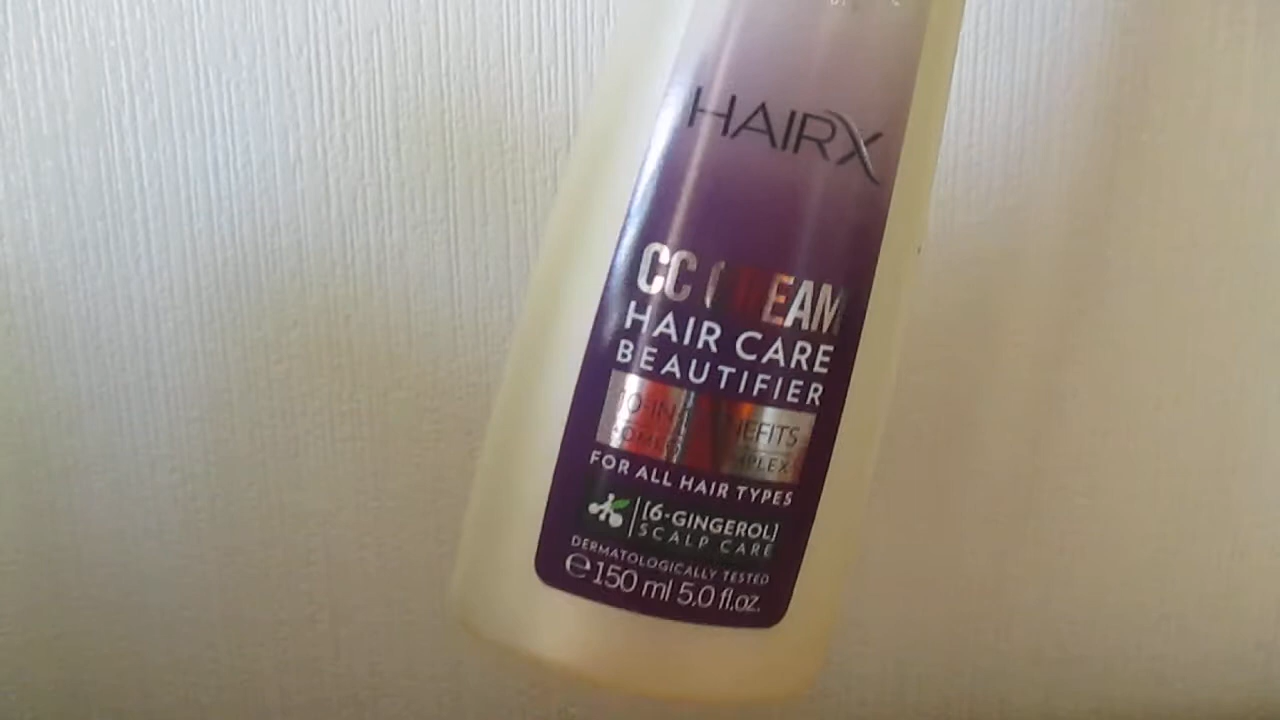 HAIRX
CC CREAM
HAIR CARE
BEAUTIFIER
FOR ALL HAIR TYPES
[6-GINGEROL]
SCALP CARE
DERMATOLOGICALLY TESTED
℮150 ml 5.0 fl.oz.